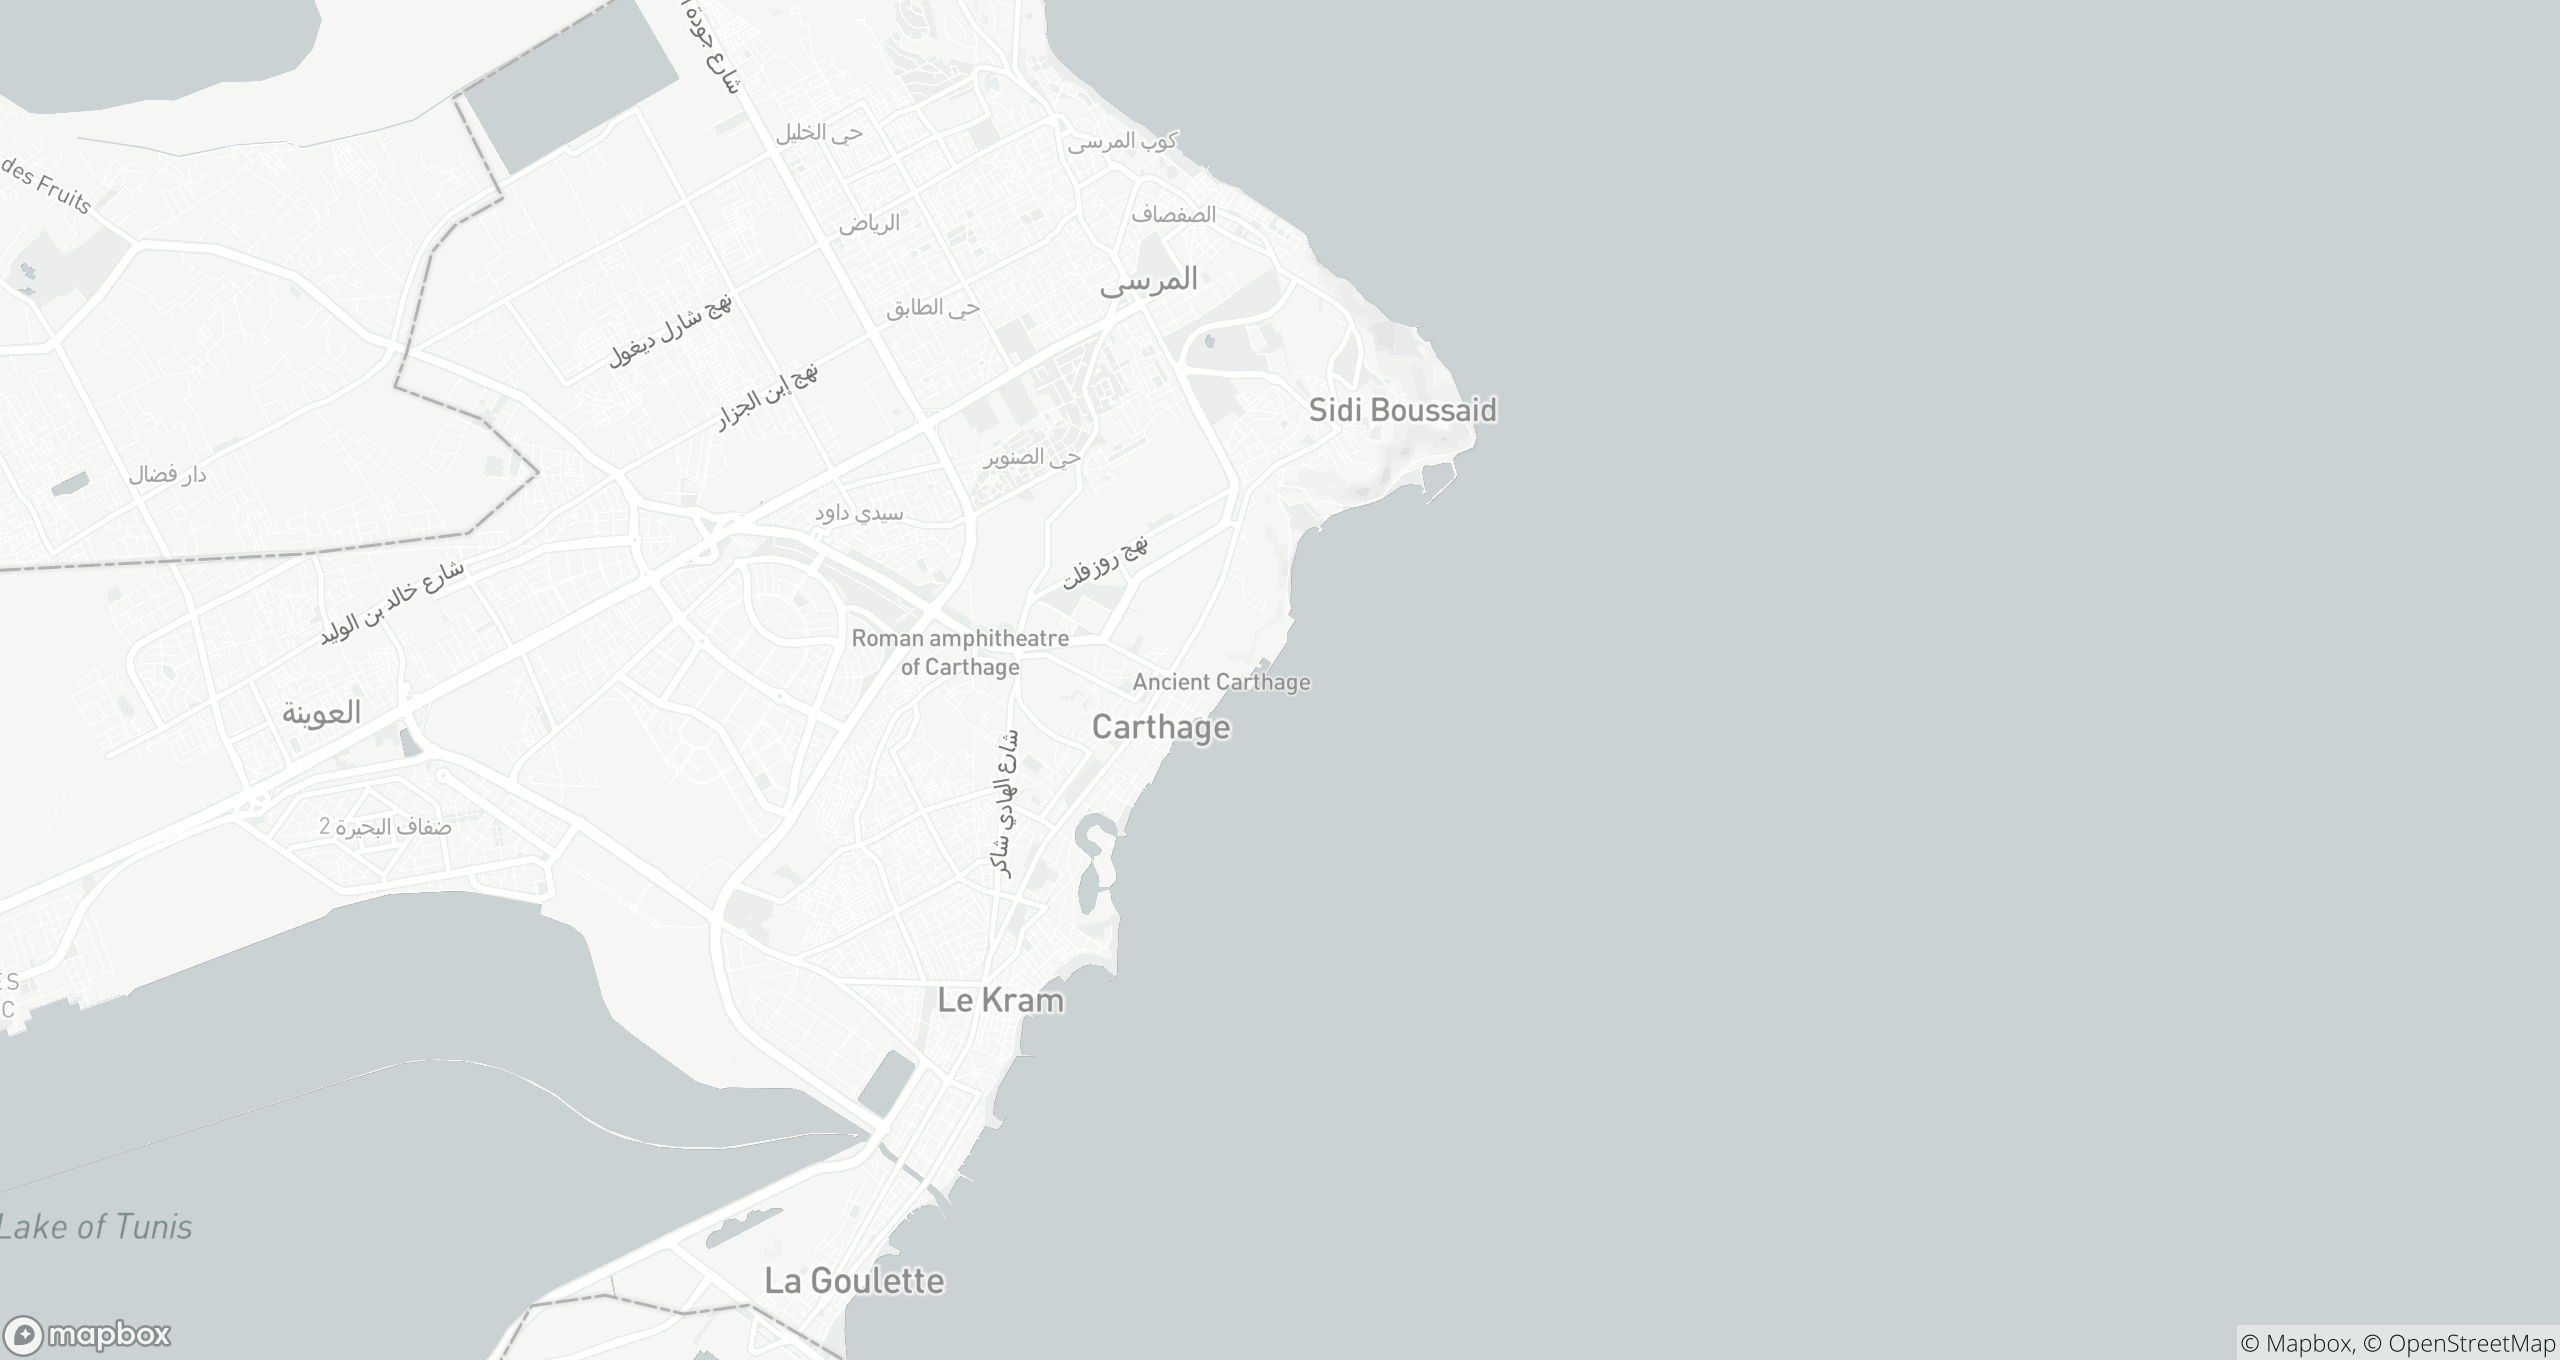 شارع جودة ا
des Fruits
حي الخليل
كوب المرسى
الصفصاف
الرياض
المرسى
نهج شارل ديغول
حي الطابق
نهج إبن الجزار
Sidi Boussaid
حي الصنوبر
دار فضال
سيدي داود
نهج روزفلت
شارع خالد بن الوليد
Roman amphitheatre
of Carthage
Ancient Carthage
العوينة
Carthage
شارع الهادي شاكر
ضفاف البحيرة 2
ES
C
Le Kram
Lake of Tunis
La Goulette
mapbox
© Mapbox, © OpenStreetMap